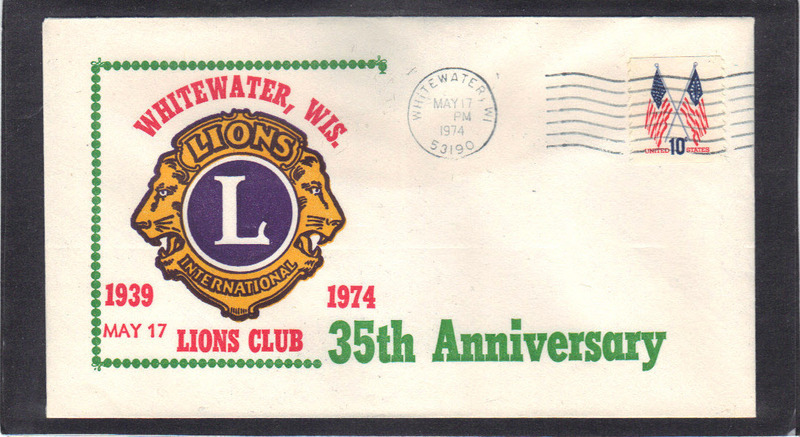 WHITEWATER, WIS.
LIONS
L
INTERNATIONAL
1939 1974
MAY 17
LIONS CLUB
35th Anniversary
WHITEWATER, WI
MAY 17
PM
1974
53190
UNITED 10c STATES